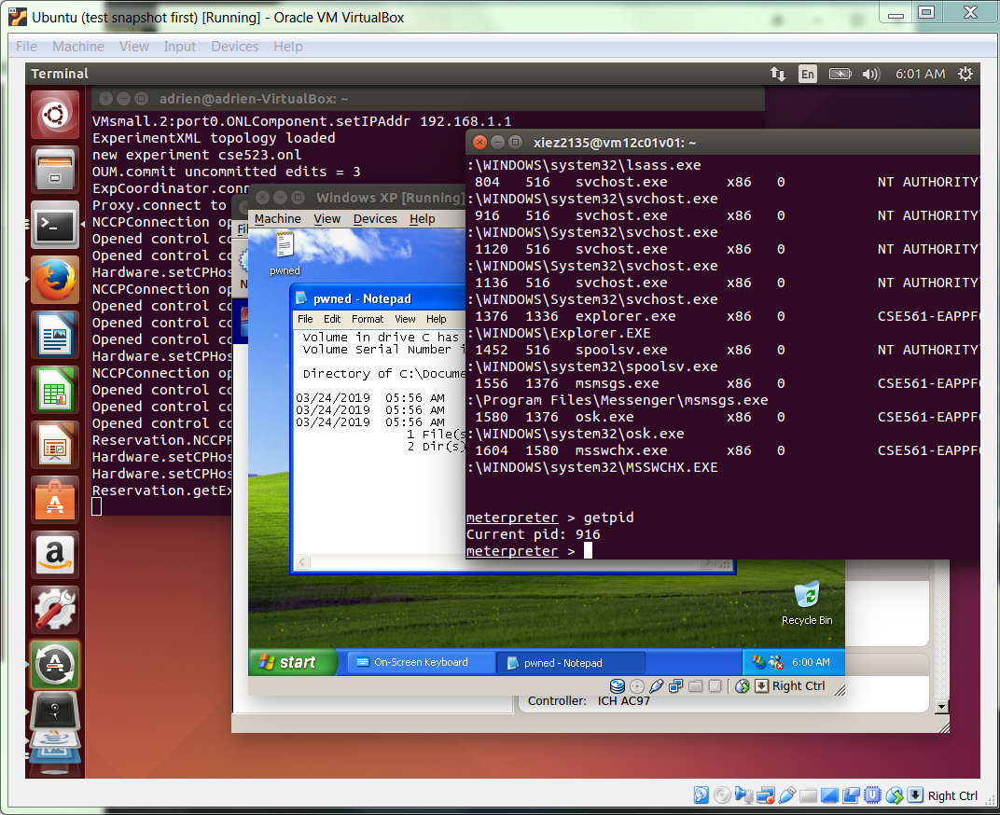 Ubuntu (test snapshot first) [Running] - Oracle VM VirtualBox
File Machine View Input Devices Help
Terminal
En
6:01 AM
adrien@adrien-VirtualBox: ~
VMsmall.2:port0.ONLComponent.setIPAddr 192.168.1.1
ExperimentXML topology loaded
new experiment cse523.onl
OUM.commit uncommitted edits = 3
ExpCoordinator.conn
Proxy.connect to
NCCPConnection op
Opened control co
Opened control co
Hardware.setCPHos
NCCPConnection op
Opened control co
Opened control co
Opened control co
Hardware.setCPHos
NCCPConnection op
Opened control co
Opened control co
Opened control co
Reservation.NCCPR
Hardware.setCPHos
Hardware.setCPHos
Reservation.getEx
Fil
N
Windows XP [Running]
Machine View Devices Help
pwned
pwned - Notepad
File Edit Format View Help
Volume in drive C has
Volume Serial Number i
Directory of C:\Docume
03/24/2019 05:56 AM
03/24/2019 05:56 AM
03/24/2019 05:56 AM
1 File(s
2 Dir(s)
xiez2135@vm12c01v01: ~
:\WINDOWS\system32\lsass.exe
804 516 svchost.exe x86 0 NT AUTHORITY
:\WINDOWS\system32\svchost.exe
916 516 svchost.exe x86 0 NT AUTHORITY
:\WINDOWS\system32\svchost.exe
1120 516 svchost.exe x86 0 NT AUTHORITY
:\WINDOWS\System32\svchost.exe
1136 516 svchost.exe x86 0 NT AUTHORITY
:\WINDOWS\System32\svchost.exe
1376 1336 explorer.exe x86 0 CSE561-EAPPF
:\WINDOWS\Explorer.EXE
1452 516 spoolsv.exe x86 0 NT AUTHORITY
:\WINDOWS\system32\spoolsv.exe
1556 1376 msmsgs.exe x86 0 CSE561-EAPPF
:\Program Files\Messenger\msmsgs.exe
1580 1376 osk.exe x86 0 CSE561-EAPPF
:\WINDOWS\system32\osk.exe
1604 1580 msswchx.exe x86 0 CSE561-EAPPF
:\WINDOWS\system32\MSSWCHX.EXE
meterpreter > getpid
Current pid: 916
meterpreter >
Recycle Bin
start
On-Screen Keyboard
pwned - Notepad
6:00 AM
Right Ctrl
Controller: ICH AC97
Right Ctrl